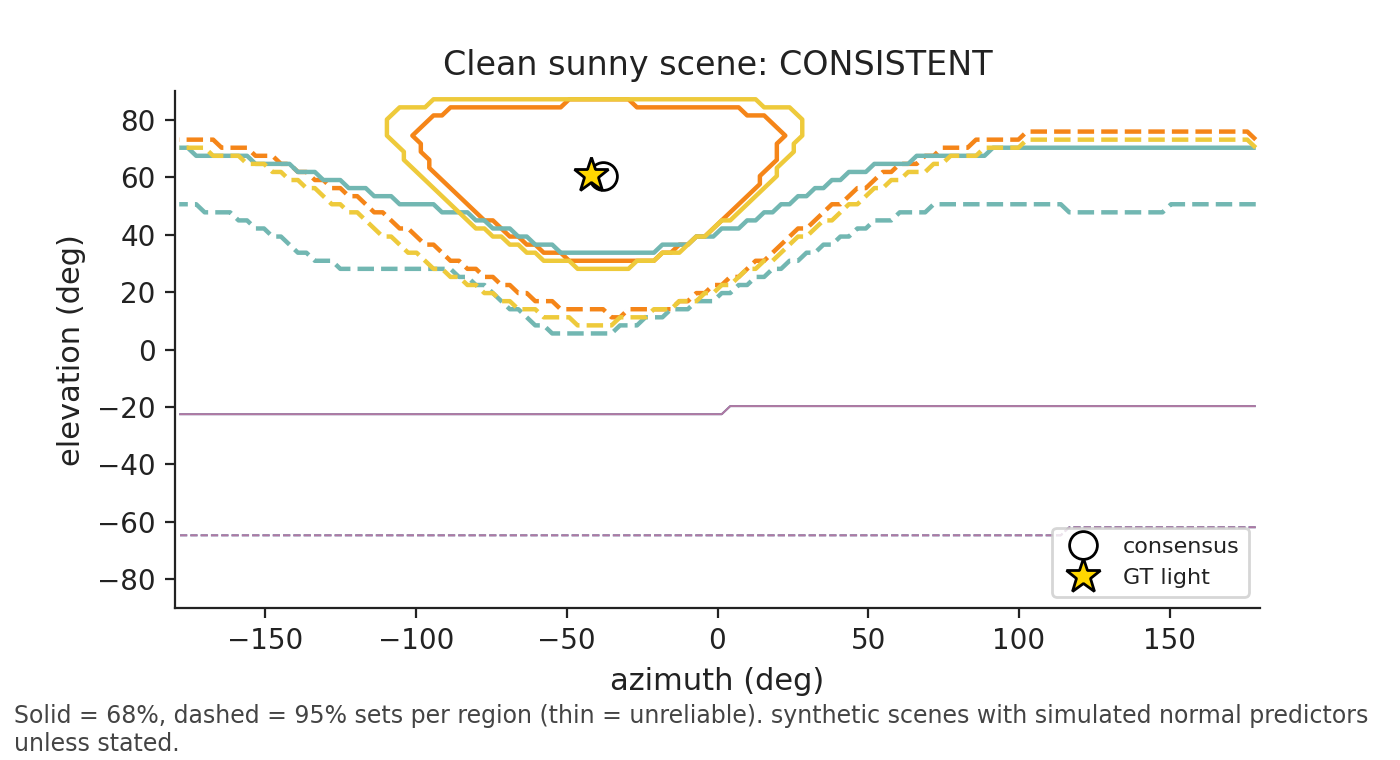 Clean sunny scene: CONSISTENT
80
60
40
20
0
−20
−40
−60
−80
elevation (deg)
−150
−100
−50
0
50
100
150
azimuth (deg)
consensus
GT light
Solid = 68%, dashed = 95% sets per region (thin = unreliable). synthetic scenes with simulated normal predictors
unless stated.